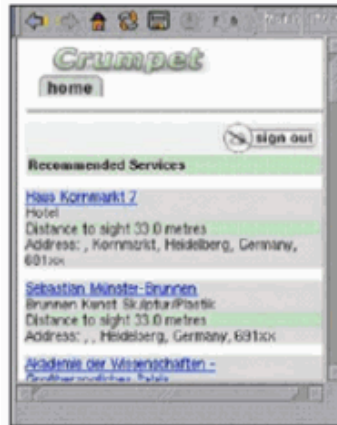 Crumpet
home
sign out
Recommended Services
Haus Kornmarkt 7
Hotel
Distance to sight 33.0 metres
Address: , Kornmarkt, Heidelberg, Germany,
691xx
Sebastian Münster-Brunnen
Brunnen Kunst Skulptur/Plastik
Distance to sight 33.0 metres
Address: , , Heidelberg, Germany, 691xx
Akademie der Wissenschaften -